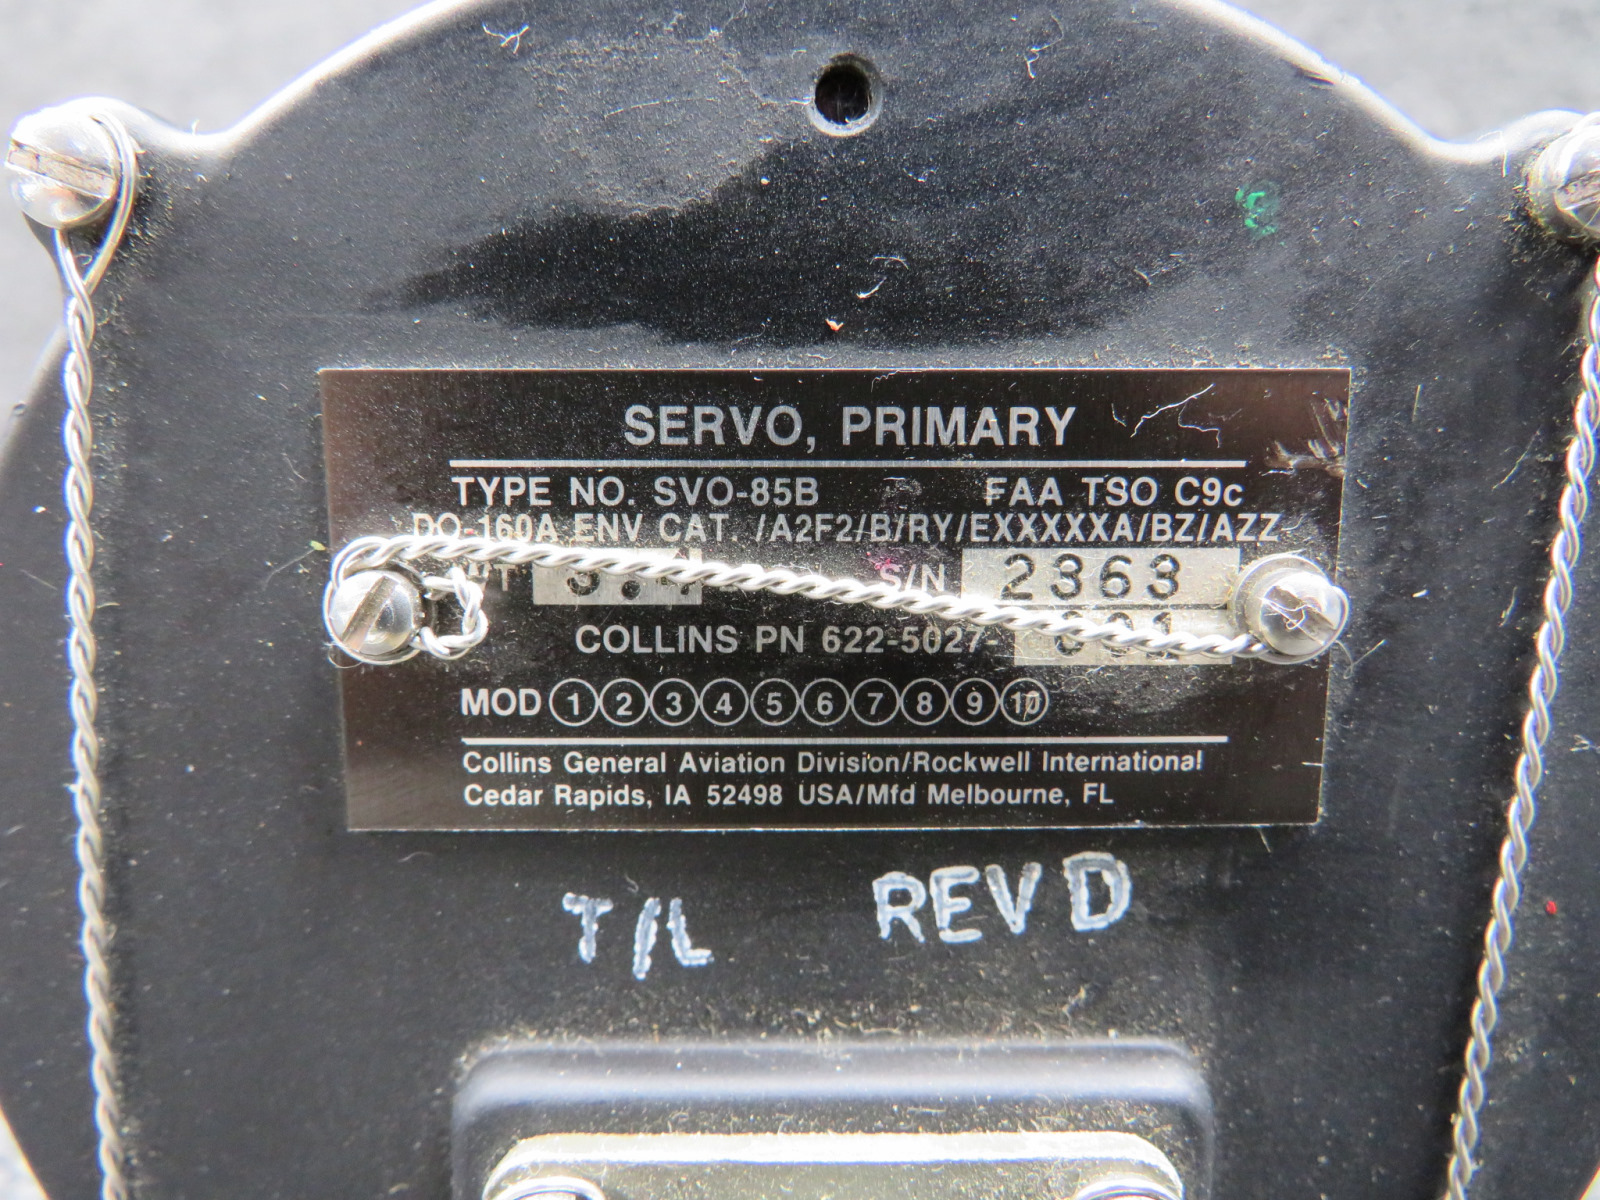 SERVO, PRIMARY
TYPE NO. SVO-85B FAA TSO C9c
DO-160A ENV CAT. /A2F2/B/RY/EXXXXXA/BZ/AZZ
S/N 2363
COLLINS PN 622-5027-
MOD 1 2 3 4 5 6 7 8 9 10
Collins General Aviation Division/Rockwell International
Cedar Rapids, IA 52498 USA/Mfd Melbourne, FL
T/L REV D